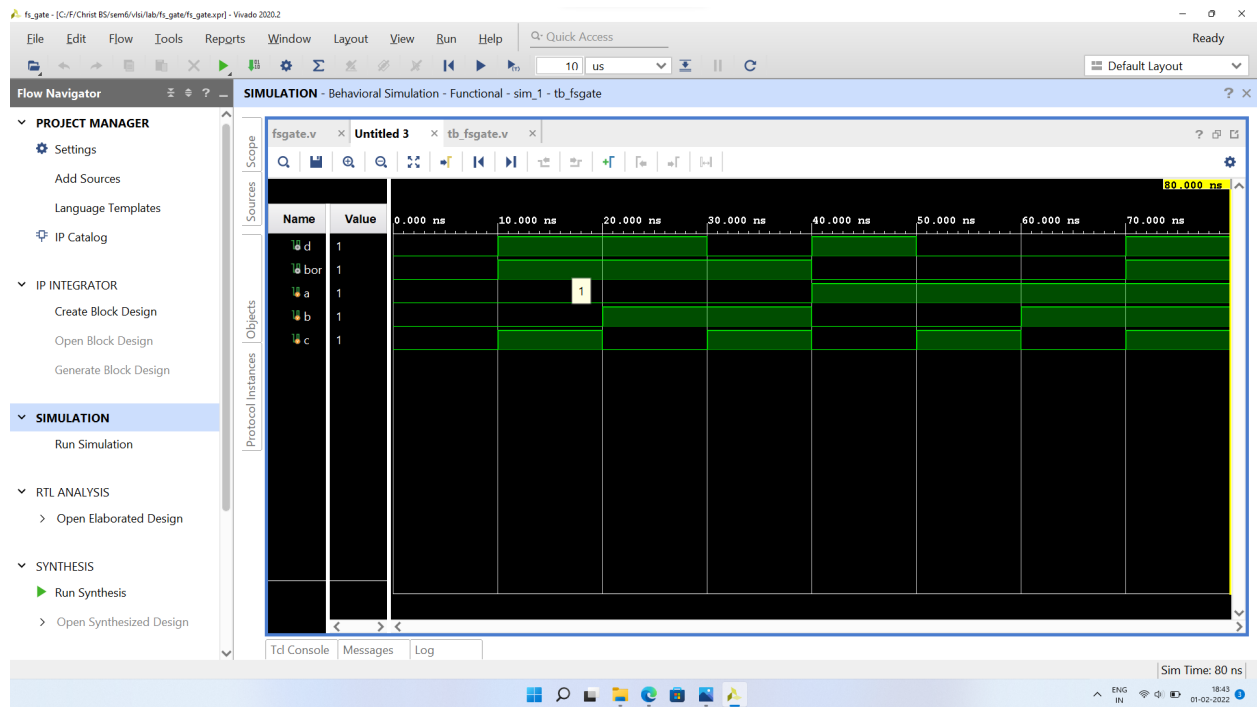 fs_gate - [C:/F/Christ BS/sem6/vlsi/lab/fs_gate/fs_gate.xpr] - Vivado 2020.2
File Edit Flow Tools Reports Window Layout View Run Help Q- Quick Access Ready
10 us Default Layout
Flow Navigator
SIMULATION - Behavioral Simulation - Functional - sim_1 - tb_fsgate
PROJECT MANAGER
Settings
Add Sources
Language Templates
IP Catalog
IP INTEGRATOR
Create Block Design
Open Block Design
Generate Block Design
SIMULATION
Run Simulation
RTL ANALYSIS
Open Elaborated Design
SYNTHESIS
Run Synthesis
Open Synthesized Design
Scope
Sources
Objects
Protocol Instances
fsgate.v Untitled 3 tb_fsgate.v
80.000 ns
Name Value 0.000 ns 10.000 ns 20.000 ns 30.000 ns 40.000 ns 50.000 ns 60.000 ns 70.000 ns
d 1
bor 1
a 1
1
b 1
c 1
Tcl Console Messages Log
Sim Time: 80 ns
ENG
IN
18:43
01-02-2022
3